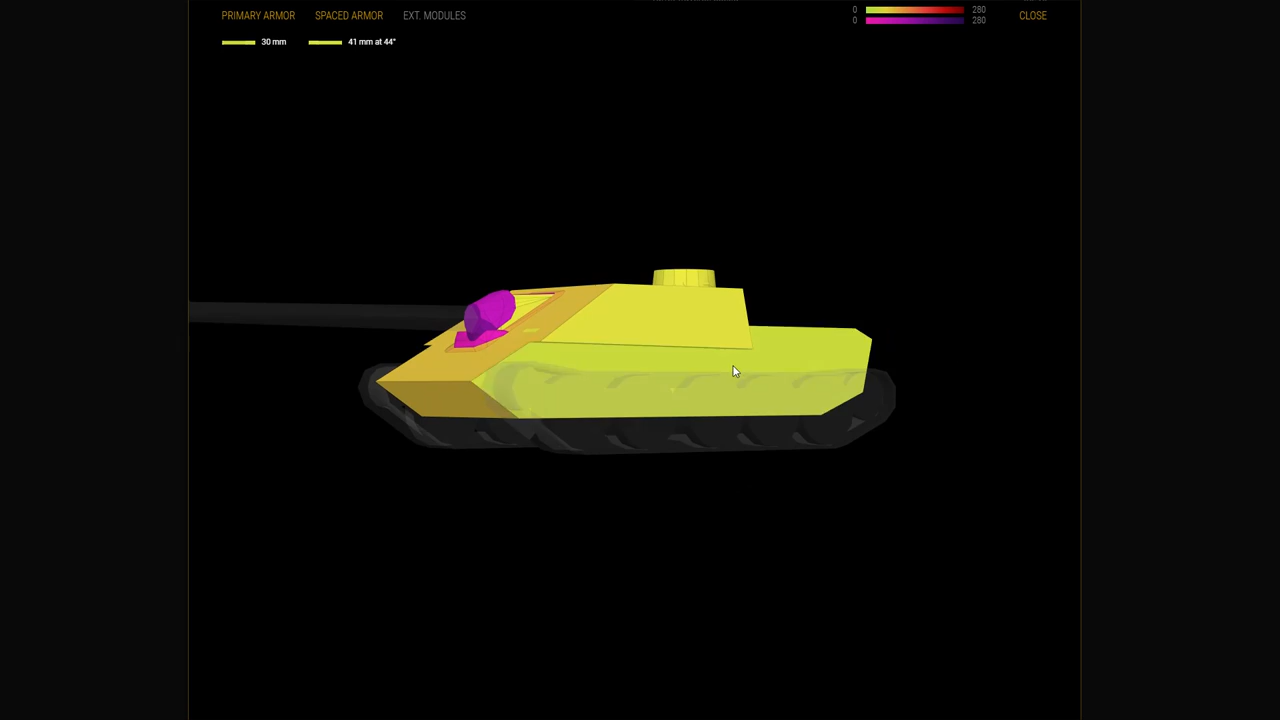 PRIMARY ARMOR SPACED ARMOR EXT. MODULES 0 280 CLOSE
0 280
30 mm 41 mm at 44°